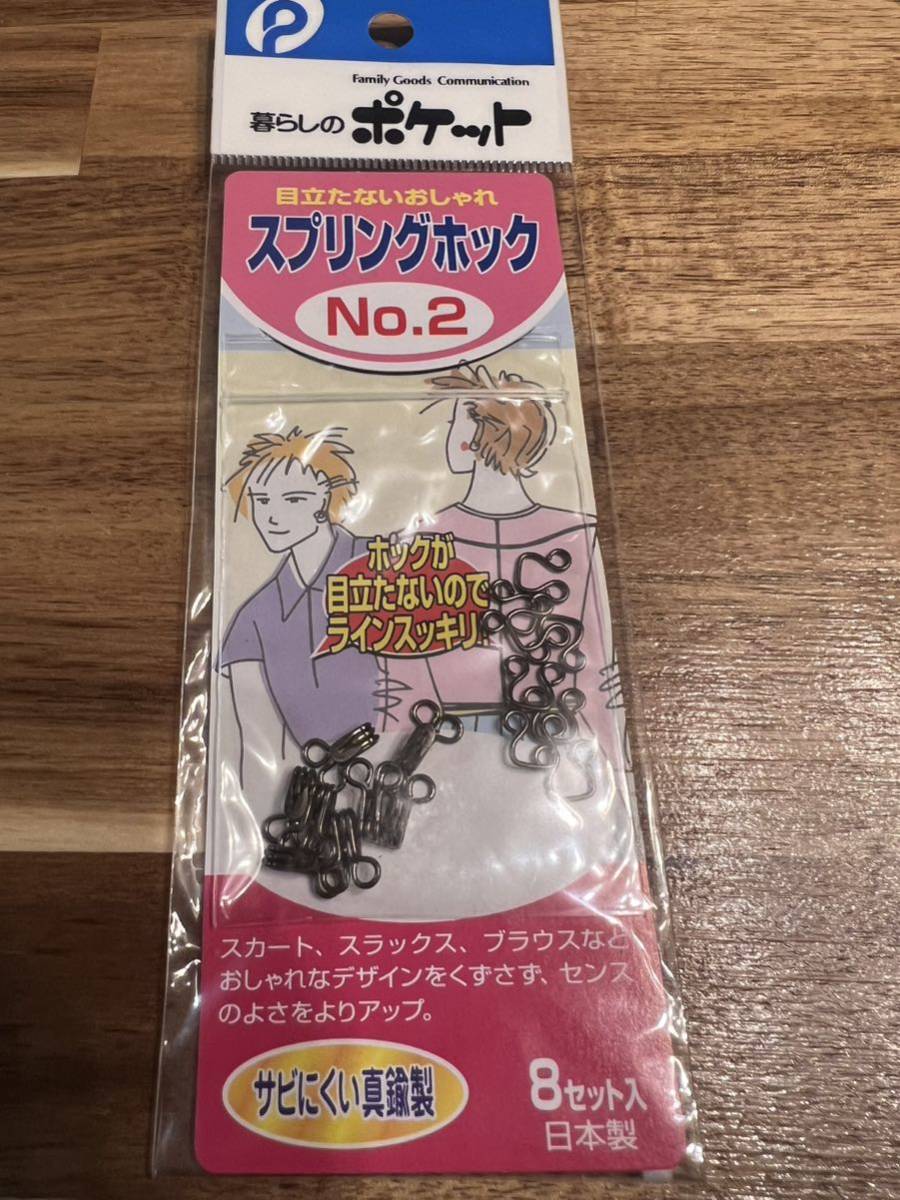 Family Goods Communication
暮らしの ポケット
目立たないおしゃれ
スプリングホック
No.2
ホックが
目立たないので
ラインスッキリ
スカート、スラックス、ブラウスなど
おしゃれなデザインをくずさず、センス
のよさをよりアップ。
サビにくい真鍮製
8セット入
日本製